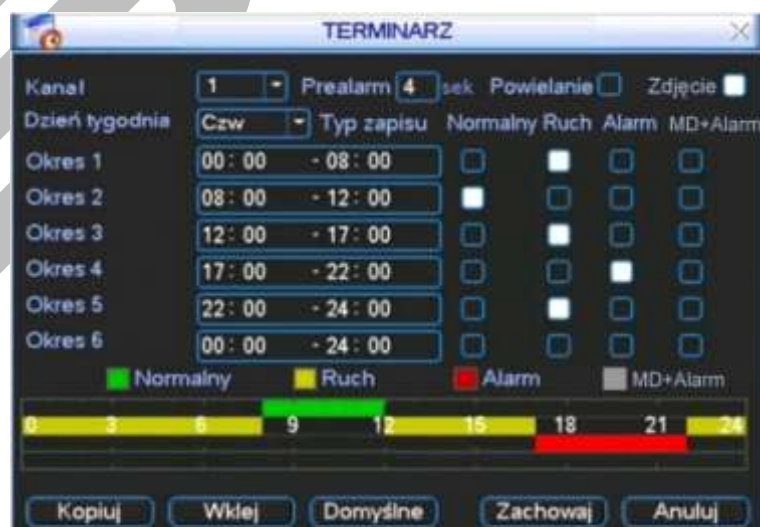 TERMINARZ
Kanał 1 Prealarm 4 sek Powielanie Zdjęcie
Dzień tygodnia Czw Typ zapisu Normalny Ruch Alarm MD+Alarm
Okres 1 00:00 - 08:00
Okres 2 08:00 - 12:00
Okres 3 12:00 - 17:00
Okres 4 17:00 - 22:00
Okres 5 22:00 - 24:00
Okres 6 00:00 - 24:00
Normalny Ruch Alarm MD+Alarm
0 3 6 9 12 15 18 21 24
Kopiuj Wklej Domyślne Zachowaj Anuluj